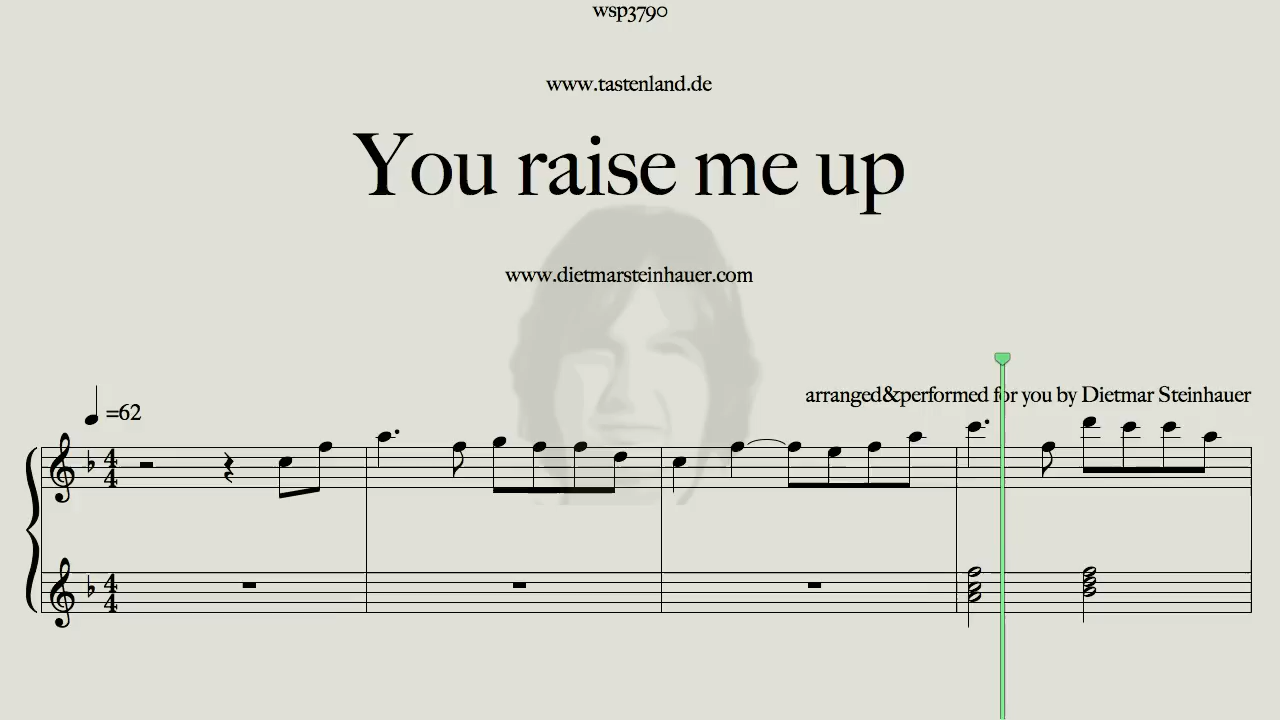 wsp3790
www.tastenland.de
You raise me up
www.dietmarsteinhauer.com
arranged&performed for you by Dietmar Steinhauer
=62
4
4
4
4